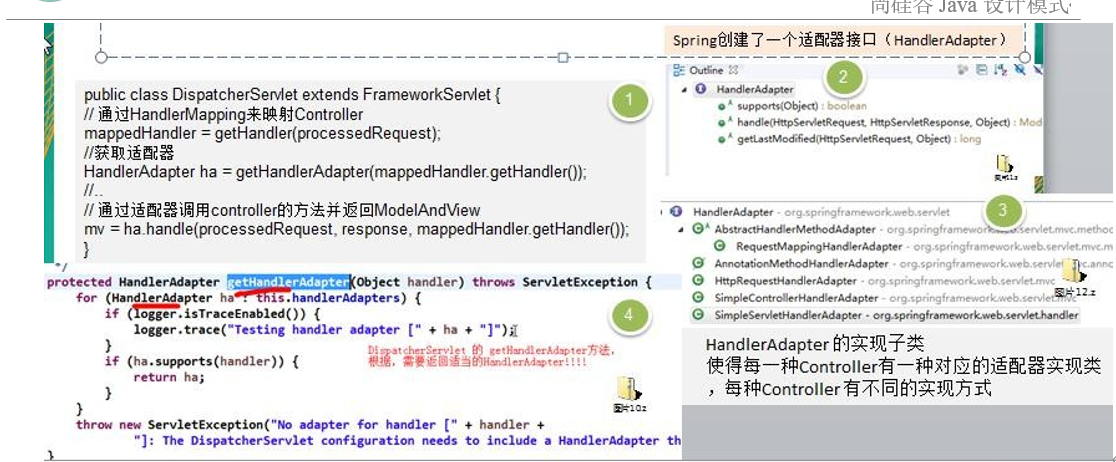 尚硅谷 Java 设计模式
Spring创建了一个适配器接口（HandlerAdapter）
1
public class DispatcherServlet extends FrameworkServlet {
// 通过HandlerMapping来映射Controller
mappedHandler = getHandler(processedRequest);
//获取适配器
HandlerAdapter ha = getHandlerAdapter(mappedHandler.getHandler());
//..
// 通过适配器调用controller的方法并返回ModelAndView
mv = ha.handle(processedRequest, response, mappedHandler.getHandler());
}
2
Outline
HandlerAdapter
supports(Object) : boolean
handle(HttpServletRequest, HttpServletResponse, Object) : Mod
getLastModified(HttpServletRequest, Object) : long
图片11.z
3
HandlerAdapter - org.springframework.web.servlet
AbstractHandlerMethodAdapter - org.springframework.web.servlet.mvc.method
RequestMappingHandlerAdapter - org.springframework.web.servlet.mvc.m
AnnotationMethodHandlerAdapter - org.springframework.web.servlet.mvc.anno
HttpRequestHandlerAdapter - org.springframework.web.servlet.mvc
SimpleControllerHandlerAdapter - org.springframework.web.servlet.mvc
SimpleServletHandlerAdapter - org.springframework.web.servlet.handler
图片12.z
HandlerAdapter 的实现子类
使得每一种Controller有一种对应的适配器实现类
，每种Controller 有不同的实现方式
4
*/
protected HandlerAdapter getHandlerAdapter(Object handler) throws ServletException {
for (HandlerAdapter ha : this.handlerAdapters) {
if (logger.isTraceEnabled()) {
logger.trace("Testing handler adapter [" + ha + "]");
}
if (ha.supports(handler)) {
return ha;
}
}
throw new ServletException("No adapter for handler [" + handler +
"]: The DispatcherServlet configuration needs to include a HandlerAdapter th
}
DispatcherServlet 的 getHandlerAdapter方法，
根据，需要返回适当的HandlerAdapter!!!!
图片10.z